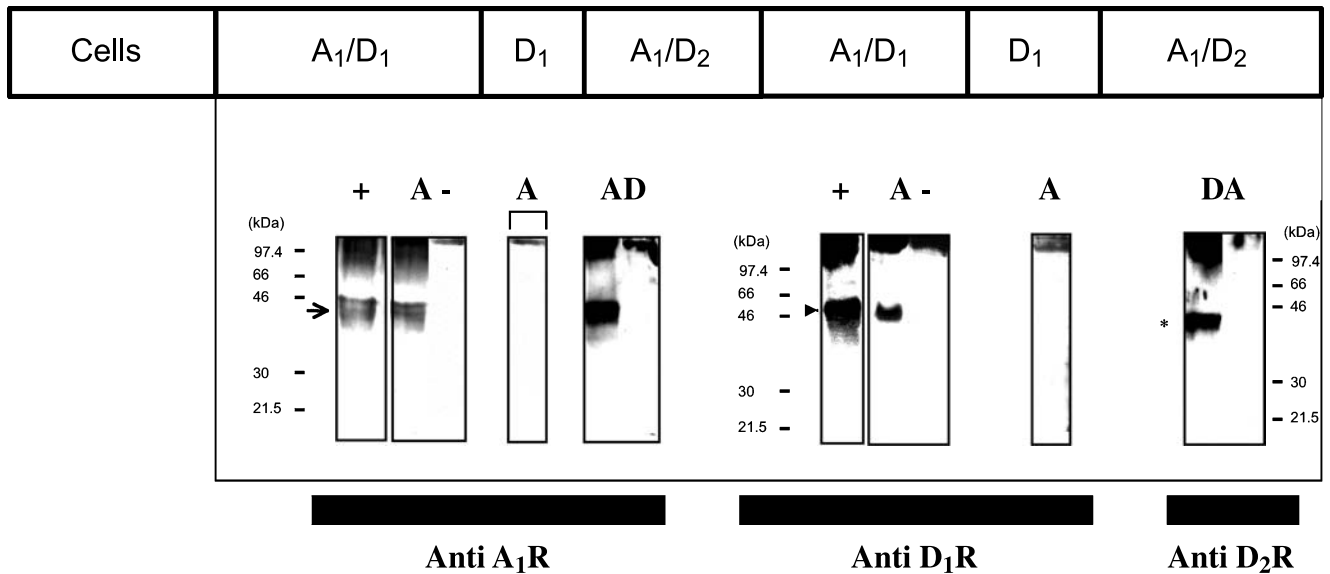 Cells A₁/D₁ D₁ A₁/D₂ A₁/D₁ D₁ A₁/D₂
+ A - A AD + A - A DA
(kDa) (kDa) (kDa)
97.4 97.4 97.4
66 66 66
46 46 46
*
30 30 30
21.5 21.5 21.5
Anti A₁R Anti D₁R Anti D₂R